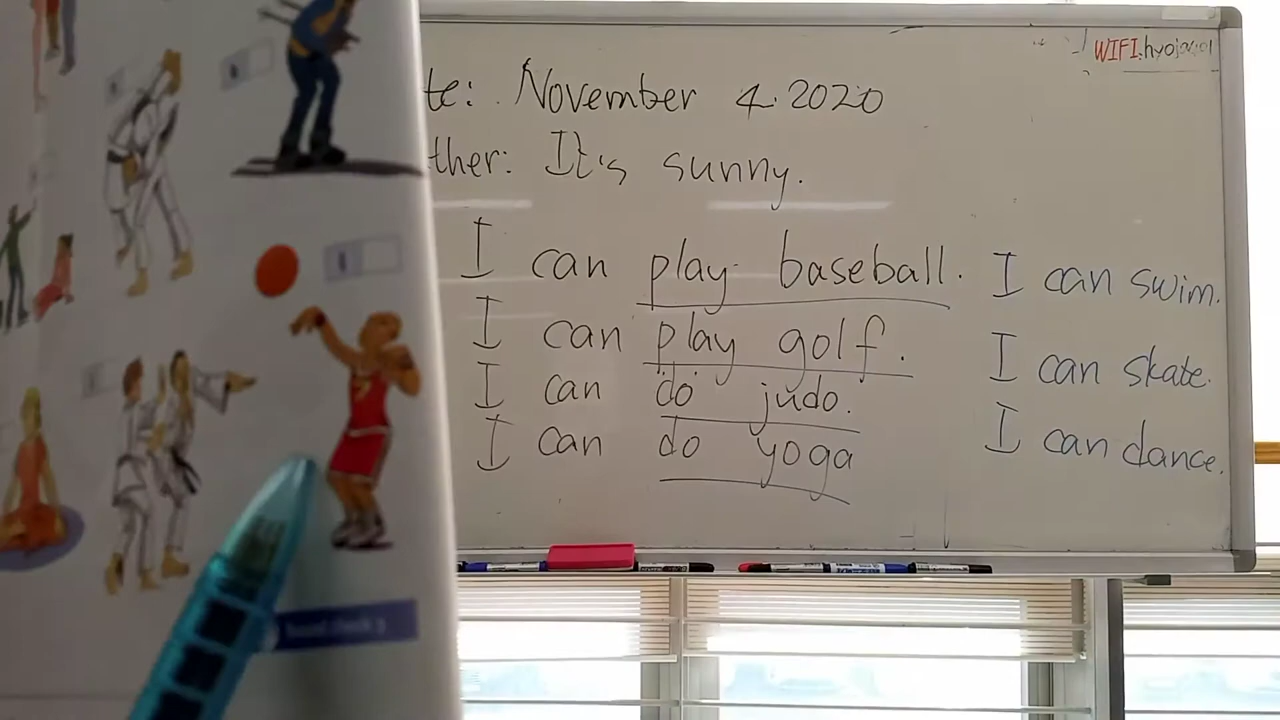 te: November 4. 2020
ther: It's sunny.
I can play baseball.
I can play golf.
I can do judo.
I can do yoga
I can swim.
I can skate.
I can dance.
WIFI: